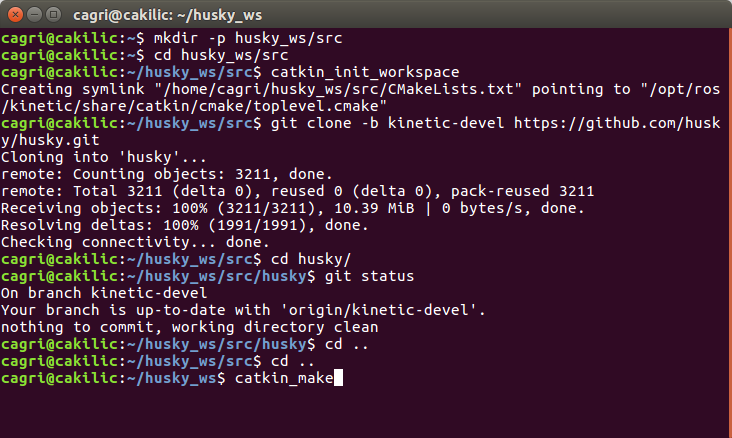 cagri@cakilic: ~/husky_ws
cagri@cakilic:~$ mkdir -p husky_ws/src
cagri@cakilic:~$ cd husky_ws/src
cagri@cakilic:~/husky_ws/src$ catkin_init_workspace
Creating symlink "/home/cagri/husky_ws/src/CMakeLists.txt" pointing to "/opt/ros
/kinetic/share/catkin/cmake/toplevel.cmake"
cagri@cakilic:~/husky_ws/src$ git clone -b kinetic-devel https://github.com/husk
y/husky.git
Cloning into 'husky'...
remote: Counting objects: 3211, done.
remote: Total 3211 (delta 0), reused 0 (delta 0), pack-reused 3211
Receiving objects: 100% (3211/3211), 10.39 MiB | 0 bytes/s, done.
Resolving deltas: 100% (1991/1991), done.
Checking connectivity... done.
cagri@cakilic:~/husky_ws/src$ cd husky/
cagri@cakilic:~/husky_ws/src/husky$ git status
On branch kinetic-devel
Your branch is up-to-date with 'origin/kinetic-devel'.
nothing to commit, working directory clean
cagri@cakilic:~/husky_ws/src/husky$ cd ..
cagri@cakilic:~/husky_ws/src$ cd ..
cagri@cakilic:~/husky_ws$ catkin_make